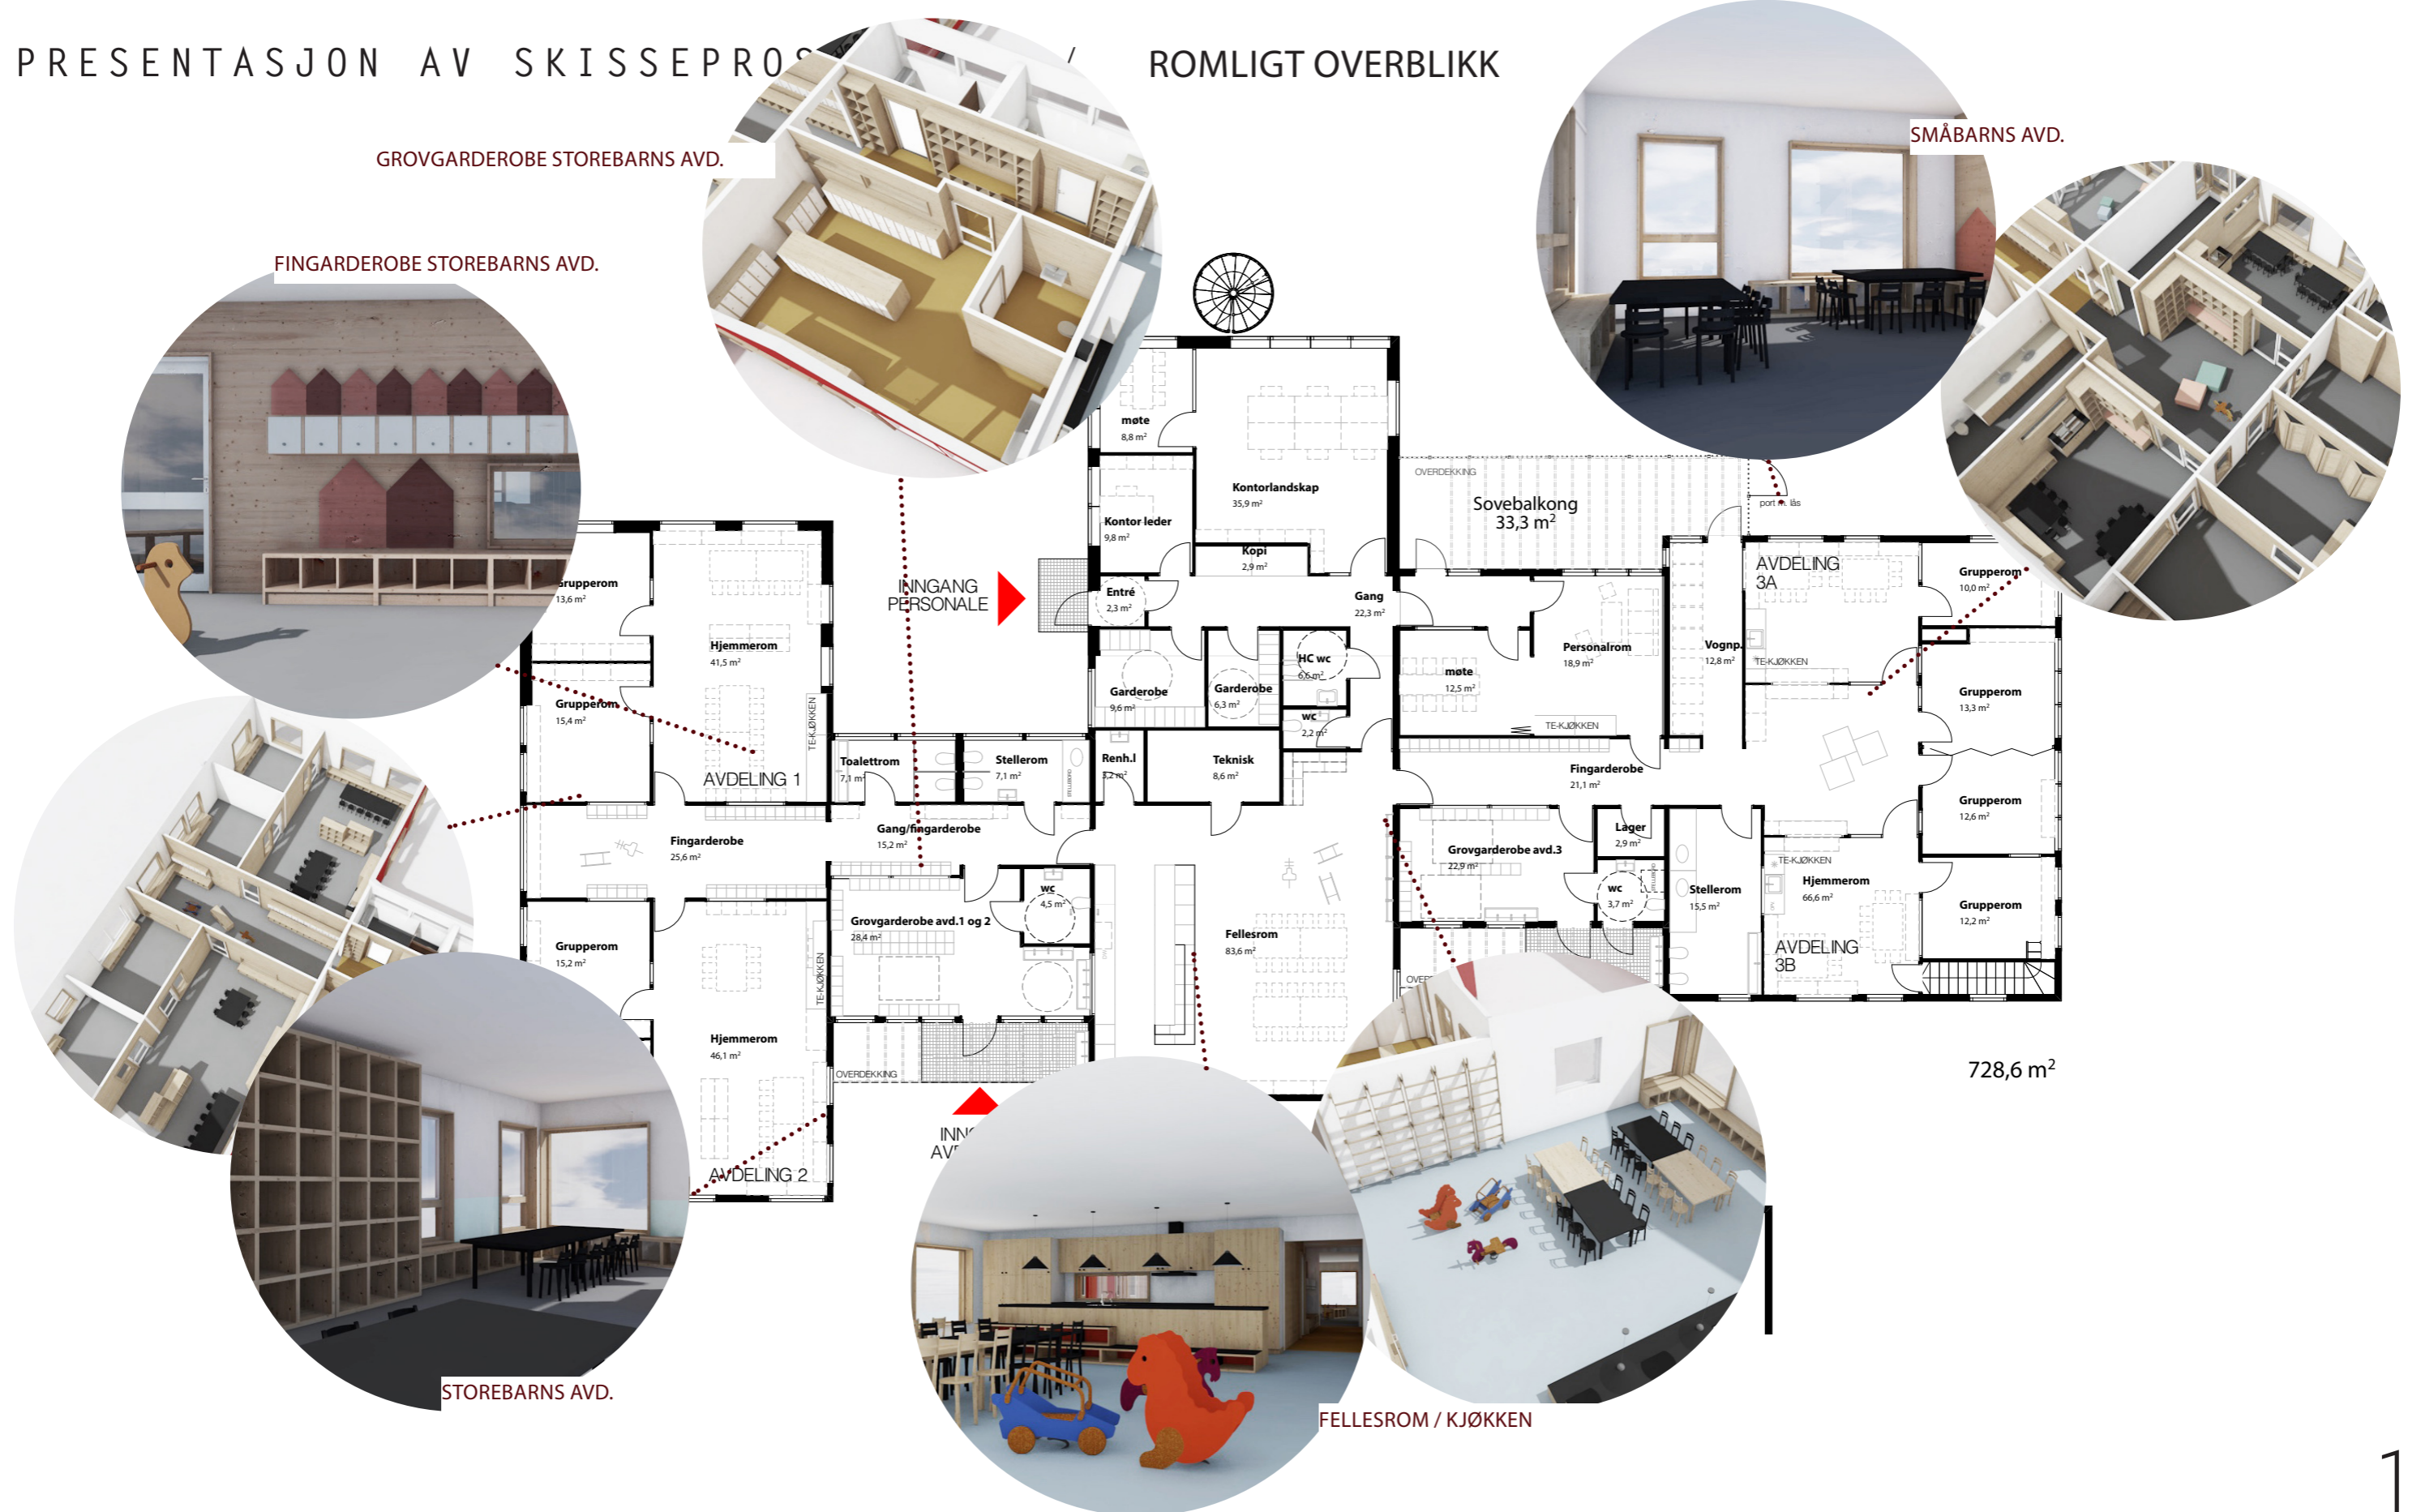 PRESENTASJON AV SKISSEPROS
/
ROMLIGT OVERBLIKK
GROVGARDEROBE STOREBARNS AVD.
SMÅBARNS AVD.
FINGARDEROBE STOREBARNS AVD.
møte
8,8 m²
Kontorlandskap
35,9 m²
Kontor leder
9,8 m²
Kopi
2,9 m²
OVERDEKKING
Sovebalkong
33,3 m²
port m. lås
INNGANG
PERSONALE
Entré
2,3 m²
Gang
22,3 m²
Garderobe
9,6 m²
Garderobe
6,3 m²
HC wc
6,6 m²
wc
2,2 m²
møte
12,5 m²
Personalrom
18,9 m²
TE-KJØKKEN
Vognp.
12,8 m²
AVDELING
3A
TE-KJØKKEN
Grupperom
10,0 m²
Grupperom
13,3 m²
Grupperom
12,6 m²
Grupperom
12,2 m²
Grupperom
13,6 m²
Hjemmerom
41,5 m²
Grupperom
15,4 m²
TE-KJØKKEN
AVDELING 1
Toalettrom
7,1 m²
Stellerom
7,1 m²
Renh.l
3,2 m²
Teknisk
8,6 m²
Fingarderobe
21,1 m²
Fingarderobe
25,6 m²
Gang/fingarderobe
15,2 m²
Grovgarderobe avd.3
22,9 m²
Lager
2,9 m²
wc
3,7 m²
Stellerom
15,5 m²
TE-KJØKKEN
Hjemmerom
66,6 m²
AVDELING
3B
Grupperom
15,2 m²
Grovgarderobe avd.1 og 2
28,4 m²
wc
4,5 m²
Fellesrom
83,6 m²
TE-KJØKKEN
Hjemmerom
46,1 m²
OVERDEKKING
AVDELING 2
728,6 m²
STOREBARNS AVD.
FELLESROM / KJØKKEN
1